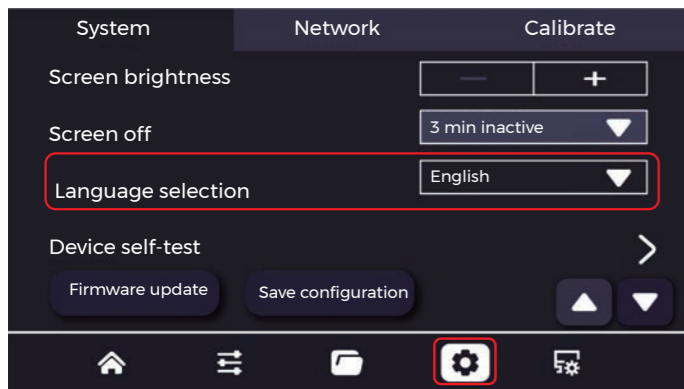 System Network Calibrate
Screen brightness
Screen off 3 min inactive
Language selection English
Device self-test
Firmware update Save configuration